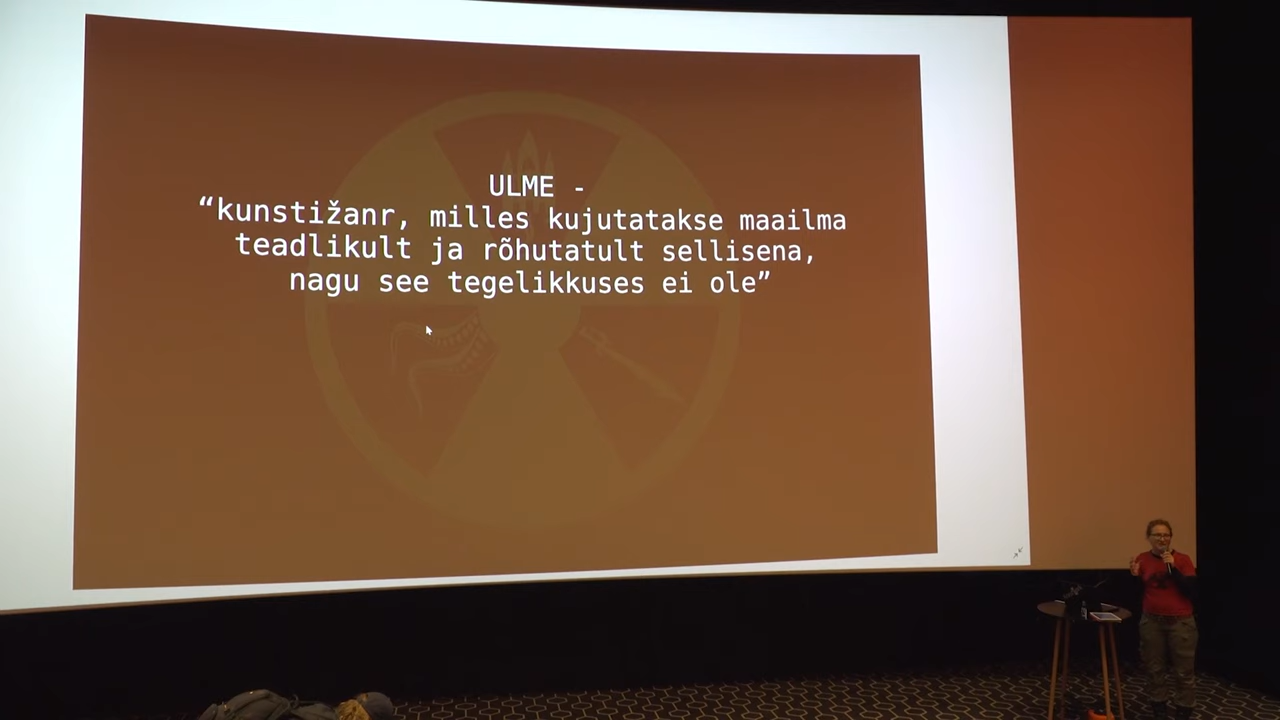 ULME -
“kunstižanr, milles kujutatakse maailma
teadlikult ja rõhutatult sellisena,
nagu see tegelikkuses ei ole”